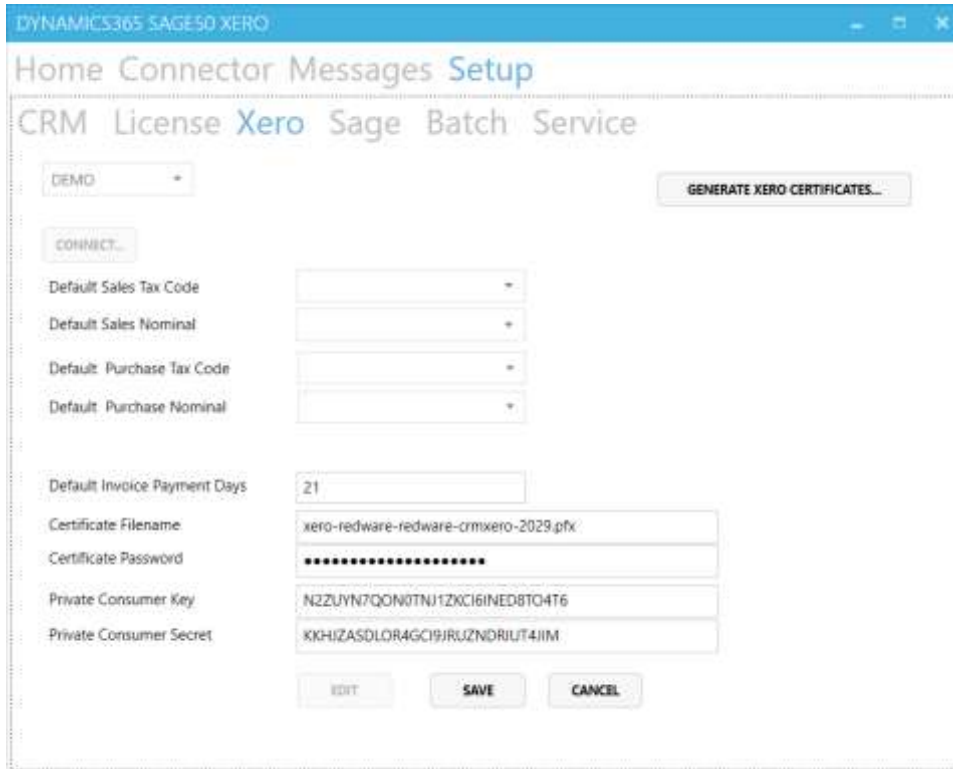 DYNAMICS365 SAGE50 XERO
Home Connector Messages Setup
CRM License Xero Sage Batch Service
DEMO
GENERATE XERO CERTIFICATES...
CONNECT...
Default Sales Tax Code
Default Sales Nominal
Default Purchase Tax Code
Default Purchase Nominal
Default Invoice Payment Days 21
Certificate Filename xero-redware-redware-crmxero-2029.pfx
Certificate Password ••••••••••••••••••••
Private Consumer Key
Private Consumer Secret
EDIT SAVE CANCEL